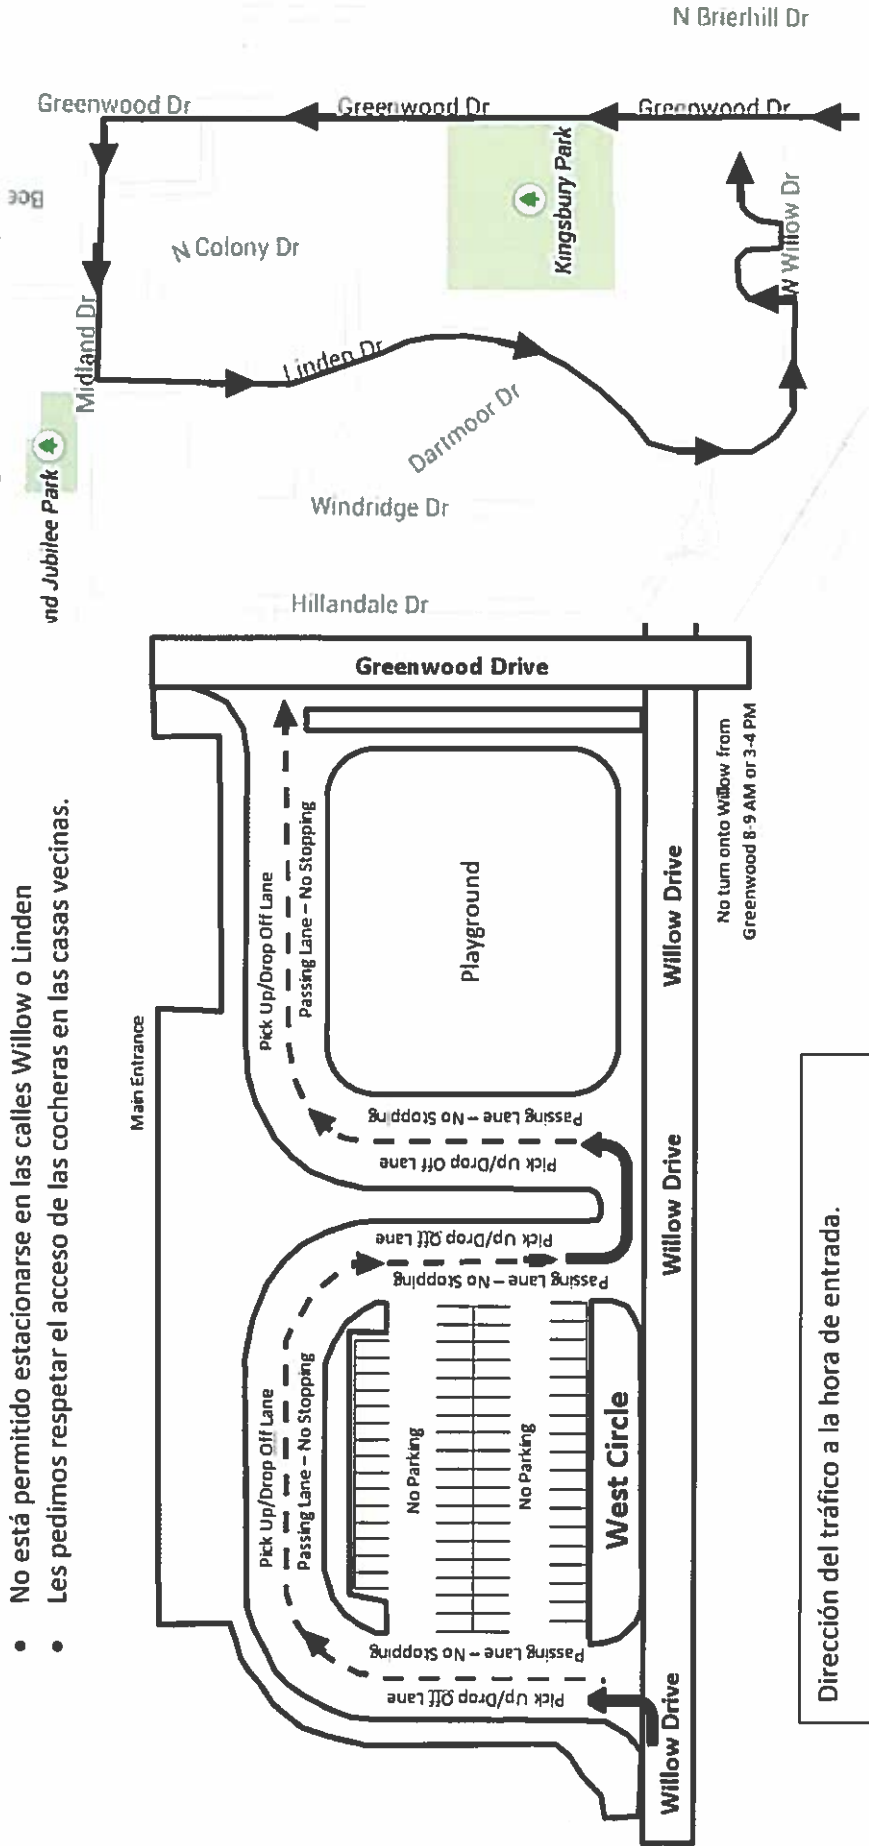 • No está permitido estacionarse en las calles Willow o Linden
• Les pedimos respetar el acceso de las cocheras en las casas vecinas.
Main Entrance
Pick Up/Drop Off Lane
Passing Lane – No Stopping
Pick Up/Drop Off Lane
Passing Lane – No Stopping
Pick Up/Drop Off Lane
Passing Lane – No Stopping
Pick Up/Drop Off Lane
Passing Lane – No Stopping
Pick Up/Drop Off Lane
Passing Lane – No Stopping
No Parking
No Parking
West Circle
Playground
Greenwood Drive
Willow Drive
Willow Drive
Willow Drive
No turn onto Willow from
Greenwood 8-9 AM or 3-4 PM
Dirección del tráfico a la hora de entrada.
nd Jubilee Park
Midland Dr
Greenwood Dr
Greenwood Dr
Greenwood Dr
N Brierhill Dr
N Colony Dr
Linden Dr
Kingsbury Park
Dartmoor Dr
Windridge Dr
Hillandale Dr
W Willow Dr